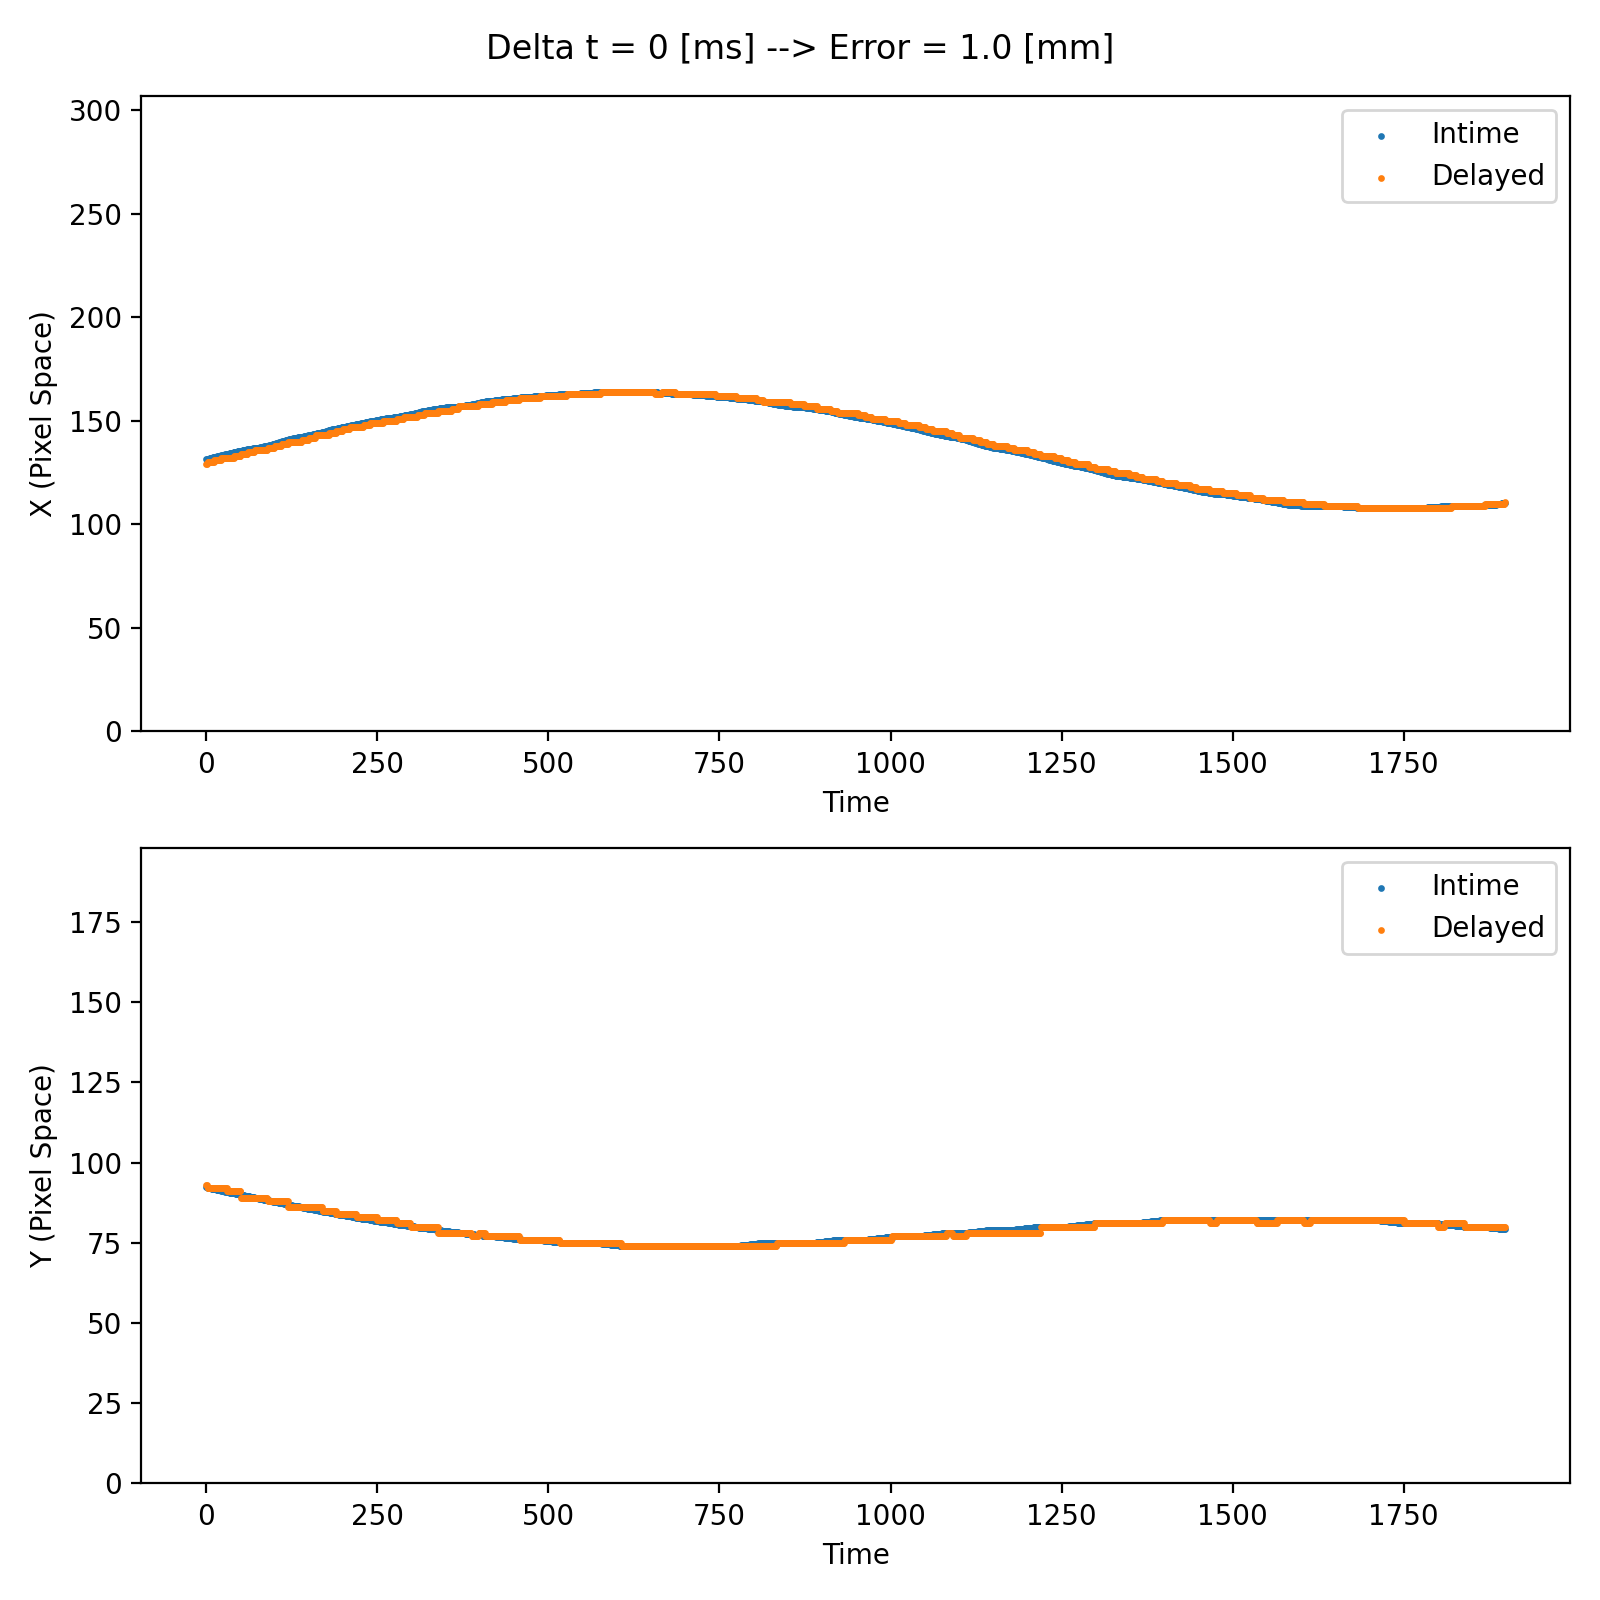 Delta t = 0 [ms] --> Error = 1.0 [mm]
300
250
200
150
100
50
0
X (Pixel Space)
Intime
Delayed
0 250 500 750 1000 1250 1500 1750
Time
175
150
125
100
75
50
25
0
Y (Pixel Space)
Intime
Delayed
0 250 500 750 1000 1250 1500 1750
Time